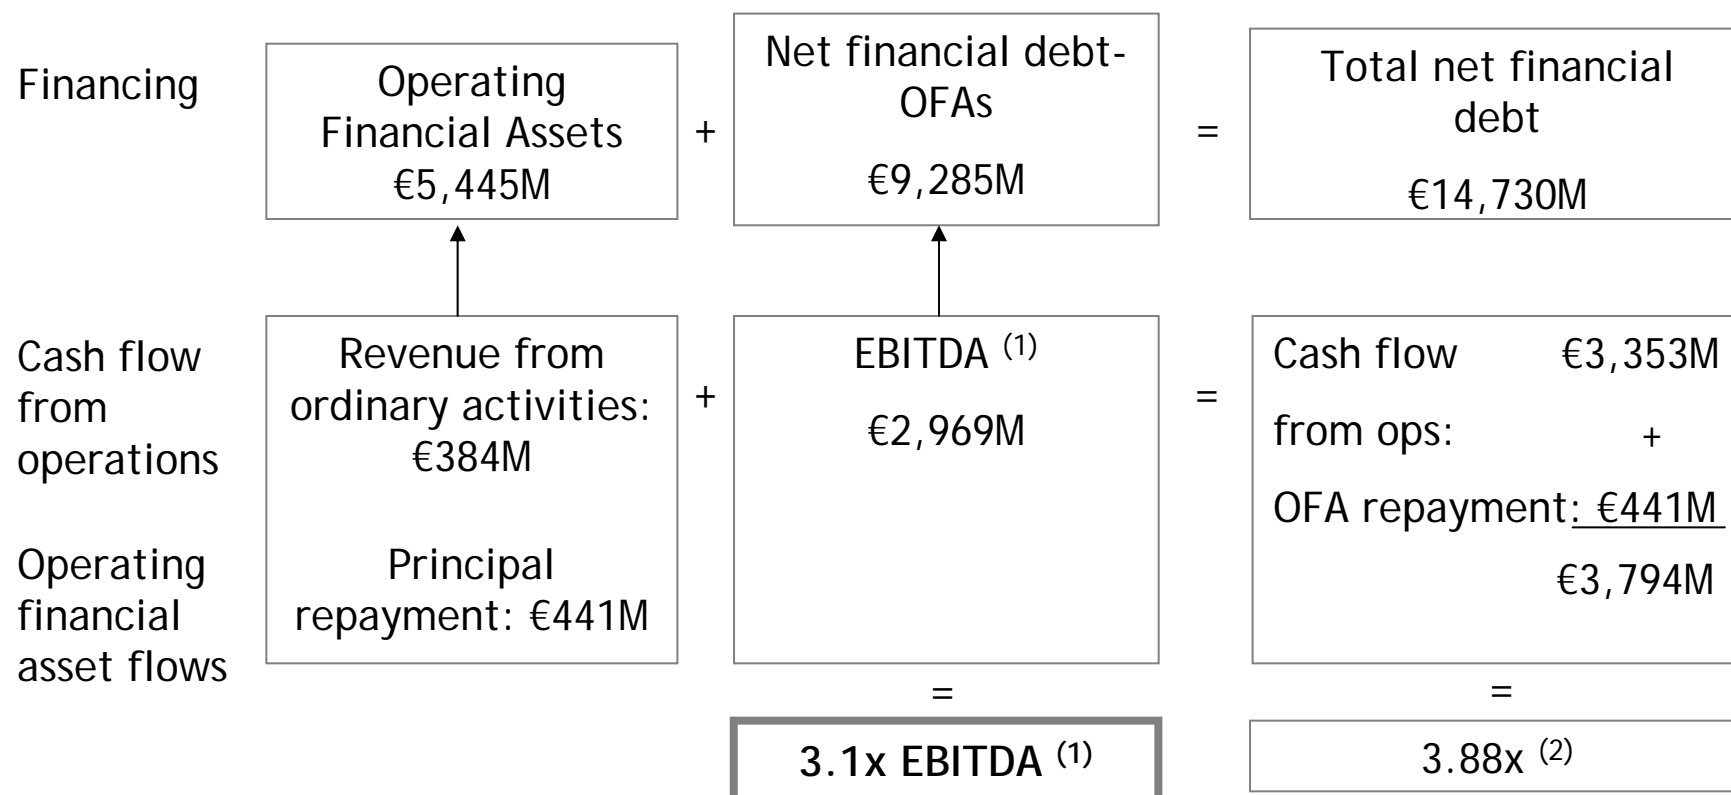 Financing
Operating
Financial Assets
€5,445M
+
Net financial debt-
OFAs
€9,285M
=
Total net financial
debt
€14,730M
Cash flow
from
operations
Revenue from
ordinary activities:
€384M
+
EBITDA (1)
€2,969M
=
Cash flow €3,353M
from ops: +
OFA repayment: €441M
€3,794M
Operating
financial
asset flows
Principal
repayment: €441M
=
=
3.1x EBITDA (1)
3.88x (2)